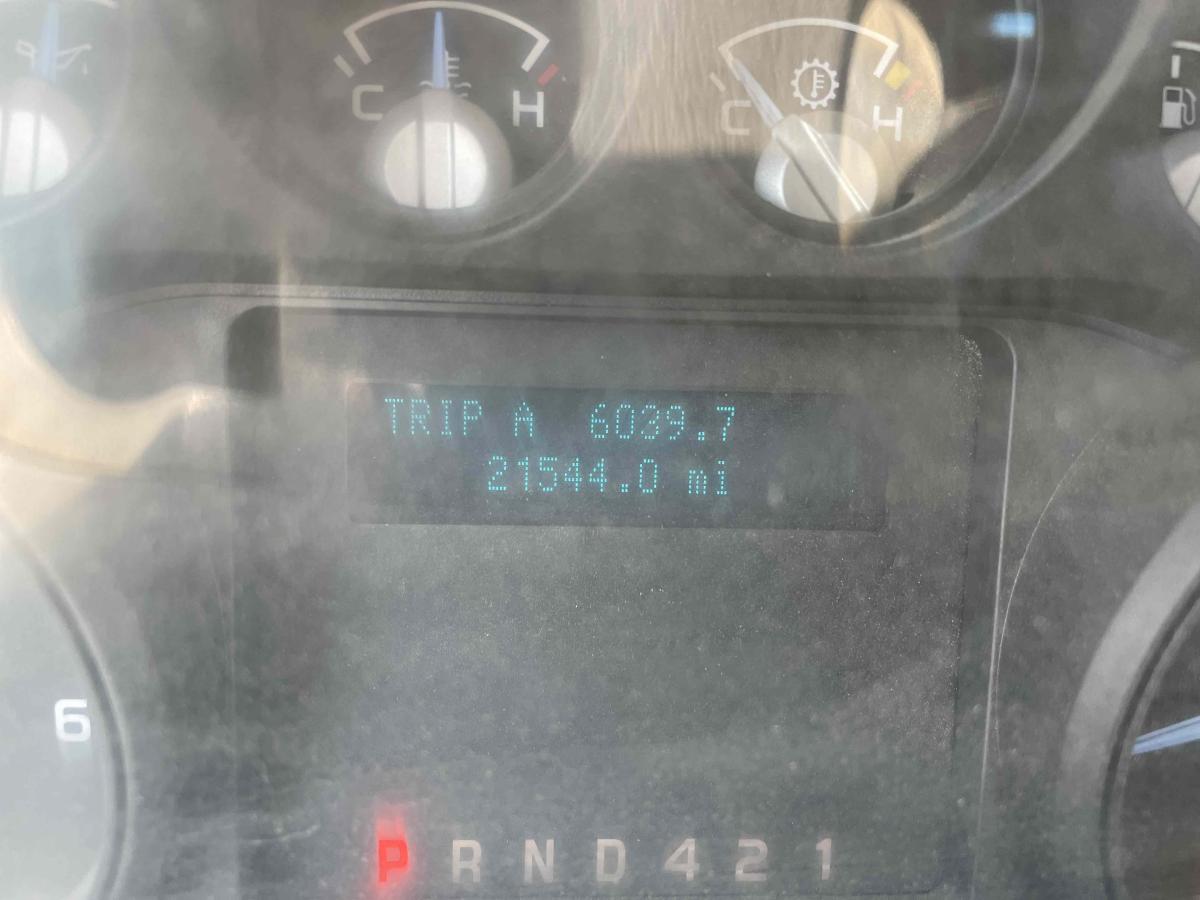 C H
C H
TRIP A 6039.7
21544.0 mi
6
P R N D 4 2 1